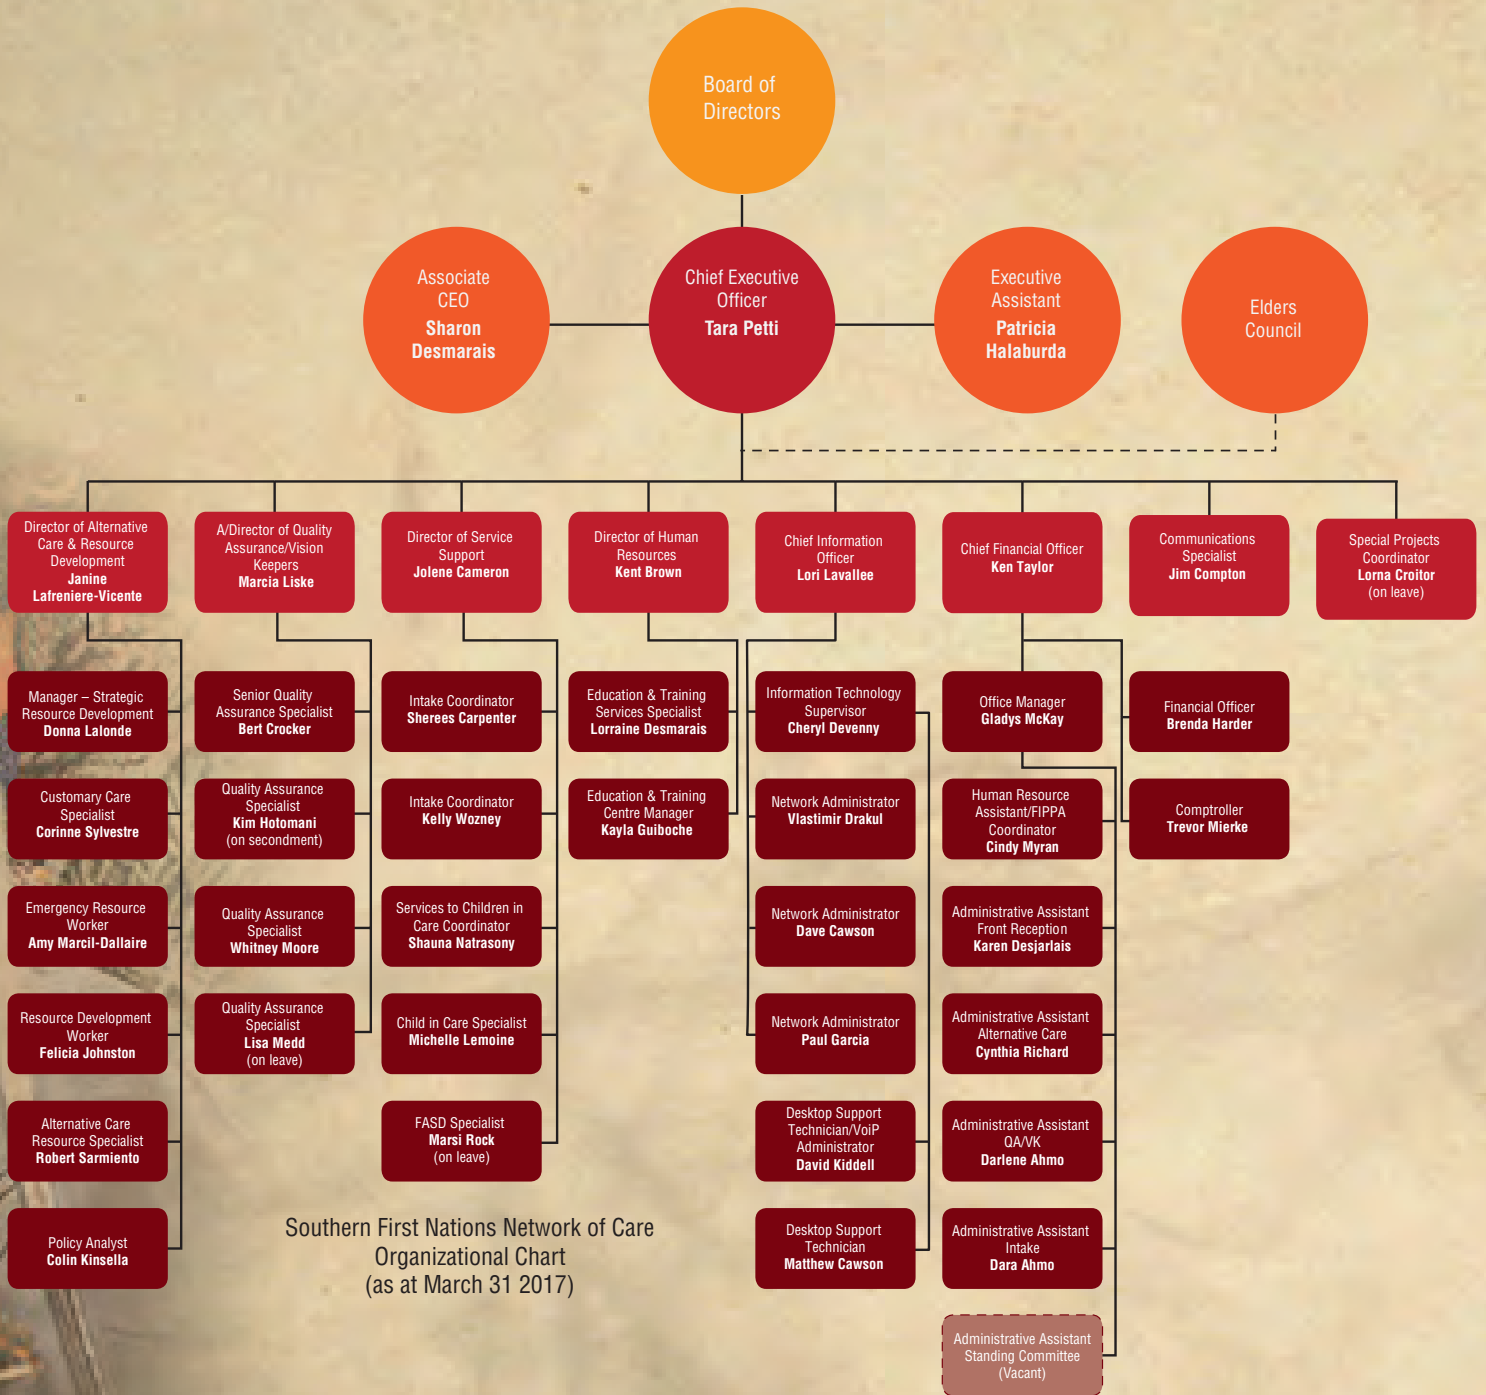 Board of
Directors
Associate
CEO
Sharon
Desmarais
Chief Executive
Officer
Tara Petti
Executive
Assistant
Patricia
Halaburda
Elders
Council
Director of Alternative
Care & Resource
Development
Janine
Lafreniere-Vicente
A/Director of Quality
Assurance/Vision
Keepers
Marcia Liske
Director of Service
Support
Jolene Cameron
Director of Human
Resources
Kent Brown
Chief Information
Officer
Lori Lavallee
Chief Financial Officer
Ken Taylor
Communications
Specialist
Jim Compton
Special Projects
Coordinator
Lorna Croitor
(on leave)
Manager – Strategic
Resource Development
Donna Lalonde
Senior Quality
Assurance Specialist
Bert Crocker
Intake Coordinator
Sherees Carpenter
Education & Training
Services Specialist
Lorraine Desmarais
Information Technology
Supervisor
Cheryl Devenny
Office Manager
Gladys McKay
Financial Officer
Brenda Harder
Customary Care
Specialist
Corinne Sylvestre
Quality Assurance
Specialist
Kim Hotomani
(on secondment)
Intake Coordinator
Kelly Wozney
Education & Training
Centre Manager
Kayla Guiboche
Network Administrator
Vlastimir Drakul
Human Resource
Assistant/FIPPA
Coordinator
Cindy Myran
Comptroller
Trevor Mierke
Emergency Resource
Worker
Amy Marcil-Dallaire
Quality Assurance
Specialist
Whitney Moore
Services to Children in
Care Coordinator
Shauna Natrasony
Network Administrator
Dave Cawson
Administrative Assistant
Front Reception
Karen Desjarlais
Resource Development
Worker
Felicia Johnston
Quality Assurance
Specialist
Lisa Medd
(on leave)
Child in Care Specialist
Michelle Lemoine
Network Administrator
Paul Garcia
Administrative Assistant
Alternative Care
Cynthia Richard
Alternative Care
Resource Specialist
Robert Sarmiento
FASD Specialist
Marsi Rock
(on leave)
Desktop Support
Technician/VoiP
Administrator
David Kiddell
Administrative Assistant
QA/VK
Darlene Ahmo
Policy Analyst
Colin Kinsella
Desktop Support
Technician
Matthew Cawson
Administrative Assistant
Intake
Dara Ahmo
Administrative Assistant
Standing Committee
(Vacant)
Southern First Nations Network of Care
Organizational Chart
(as at March 31 2017)